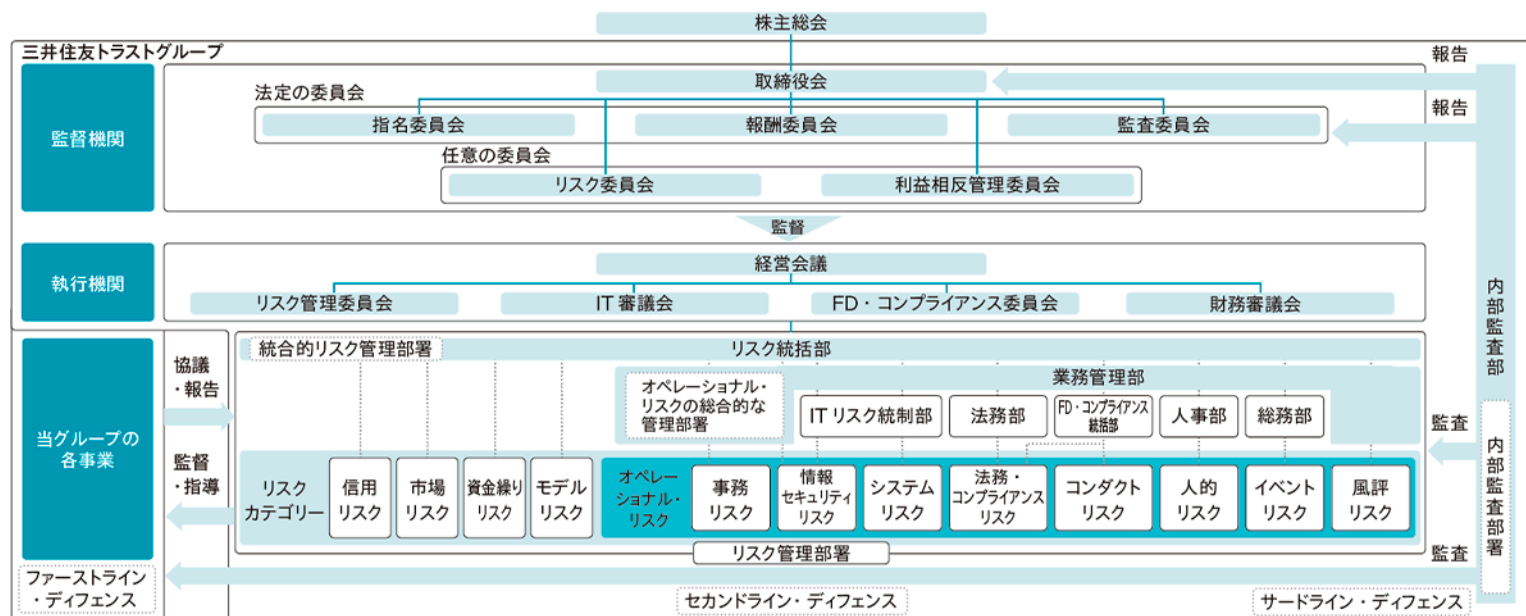 株主総会
三井住友トラストグループ
報告
監督機関
取締役会
法定の委員会
報告
指名委員会
報酬委員会
監査委員会
任意の委員会
リスク委員会
利益相反管理委員会
監督
執行機関
経営会議
リスク管理委員会
IT審議会
FD・コンプライアンス委員会
財務審議会
内部監査部
当グループの
各事業
協議
・報告
監督
・指導
統合的リスク管理部署
リスク統括部
オペレーショナル・
リスクの総合的な
管理部署
業務管理部
ITリスク統制部
法務部
FD・コンプライアンス
統括部
人事部
総務部
監査
リスク
カテゴリー
信用
リスク
市場
リスク
資金繰り
リスク
モデル
リスク
オペレー
ショナル・
リスク
事務
リスク
情報
セキュリティ
リスク
システム
リスク
法務・
コンプライアンス
リスク
コンダクト
リスク
人的
リスク
イベント
リスク
風評
リスク
内部監査部署
リスク管理部署
監査
ファーストライン
・ディフェンス
セカンドライン・ディフェンス
サードライン・ディフェンス